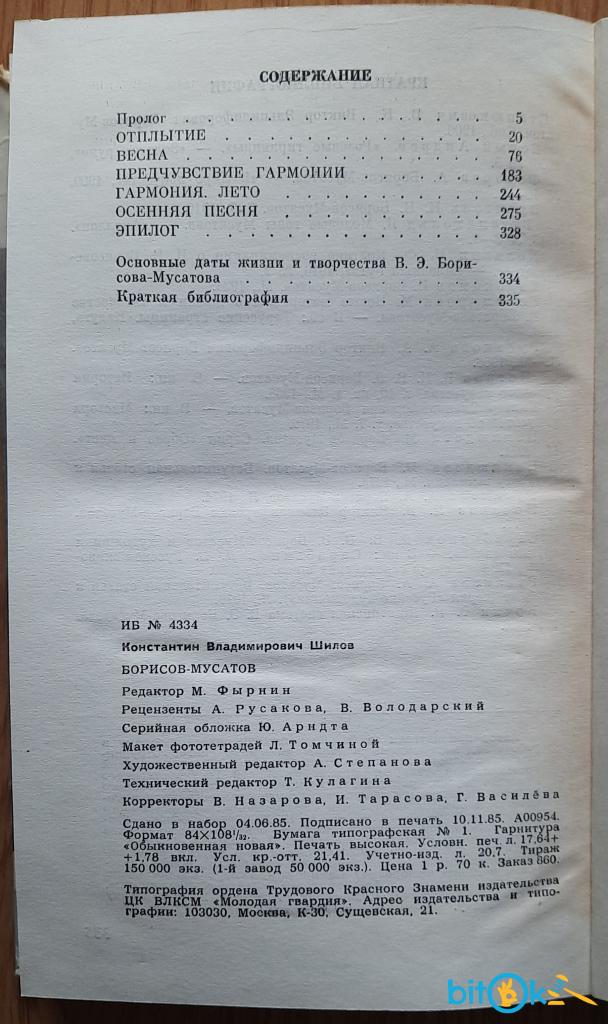 СОДЕРЖАНИЕ
Пролог . . . . . . . . . . . . . . . 5
ОТПЛЫТИЕ . . . . . . . . . . . . . 20
ВЕСНА . . . . . . . . . . . . . . . 76
ПРЕДЧУВСТВИЕ ГАРМОНИИ . . . . . 183
ГАРМОНИЯ. ЛЕТО . . . . . . . . . . 244
ОСЕННЯЯ ПЕСНЯ . . . . . . . . . . 275
ЭПИЛОГ . . . . . . . . . . . . . . 328
Основные даты жизни и творчества В. Э. Бори-
сова-Мусатова . . . . . . . . . . . . 334
Краткая библиография . . . . . . . . . 335
ИБ № 4334
Константин Владимирович Шилов
БОРИСОВ-МУСАТОВ
Редактор М. Фырнин
Рецензенты А. Русакова, В. Володарский
Серийная обложка Ю. Арндта
Макет фототетрадей Л. Томчиной
Художественный редактор А. Степанова
Технический редактор Т. Кулагина
Корректоры В. Назарова, И. Тарасова, Г. Василёва
Сдано в набор 04.06.85. Подписано в печать 10.11.85. А00954.
Формат 84×108¹/₃₂. Бумага типографская № 1. Гарнитура
«Обыкновенная новая». Печать высокая. Условн. печ. л. 17,64+
+1,78 вкл. Усл. кр.-отт. 21,41. Учетно-изд. л. 20,7. Тираж
150 000 экз. (1-й завод 50 000 экз.). Цена 1 р. 70 к. Заказ 860.
Типография ордена Трудового Красного Знамени издательства
ЦК ВЛКСМ «Молодая гвардия». Адрес издательства и типо-
графии: 103030, Москва, К-30, Сущевская, 21.
bitok